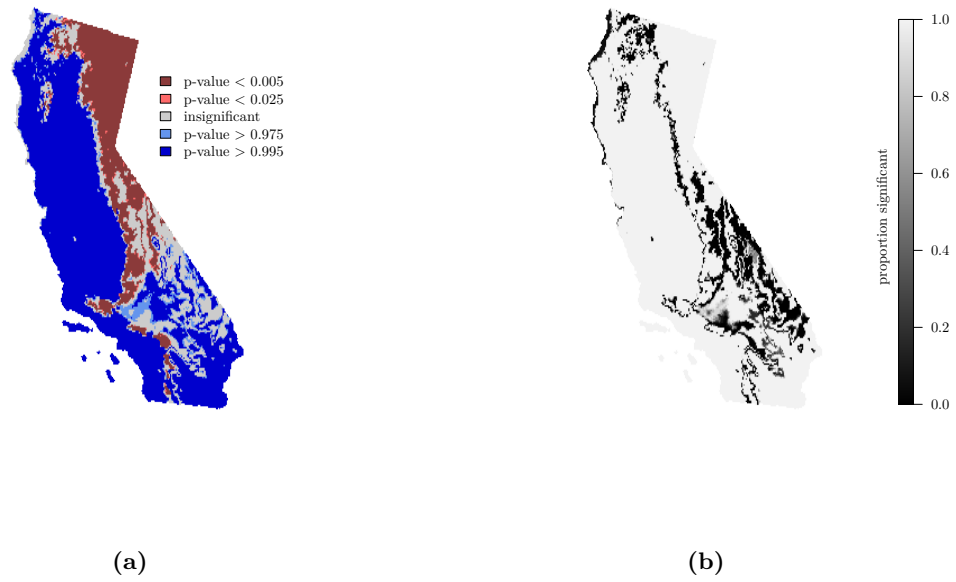 p-value < 0.005
p-value < 0.025
insignificant
p-value > 0.975
p-value > 0.995
proportion significant
1.0
0.8
0.6
0.4
0.2
0.0
(a)
(b)